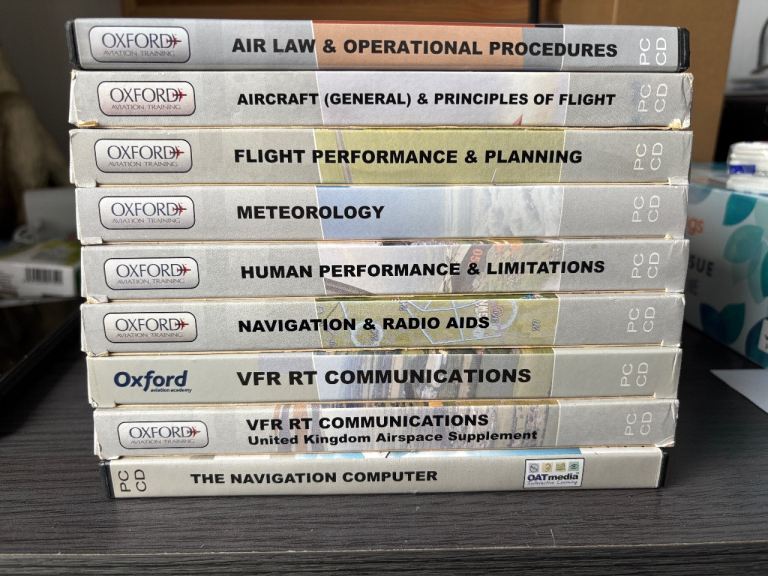 OXFORD
AVIATION TRAINING
AIR LAW & OPERATIONAL PROCEDURES
PC
CD
OXFORD
AVIATION TRAINING
AIRCRAFT (GENERAL) & PRINCIPLES OF FLIGHT
PC
CD
OXFORD
AVIATION TRAINING
FLIGHT PERFORMANCE & PLANNING
PC
CD
OXFORD
AVIATION TRAINING
METEOROLOGY
PC
CD
OXFORD
AVIATION TRAINING
HUMAN PERFORMANCE & LIMITATIONS
PC
CD
OXFORD
AVIATION TRAINING
NAVIGATION & RADIO AIDS
PC
CD
Oxford
aviation academy
VFR RT COMMUNICATIONS
PC
CD
OXFORD
AVIATION TRAINING
VFR RT COMMUNICATIONS
United Kingdom Airspace Supplement
PC
CD
PC
CD
THE NAVIGATION COMPUTER
OATmedia
Interactive Learning